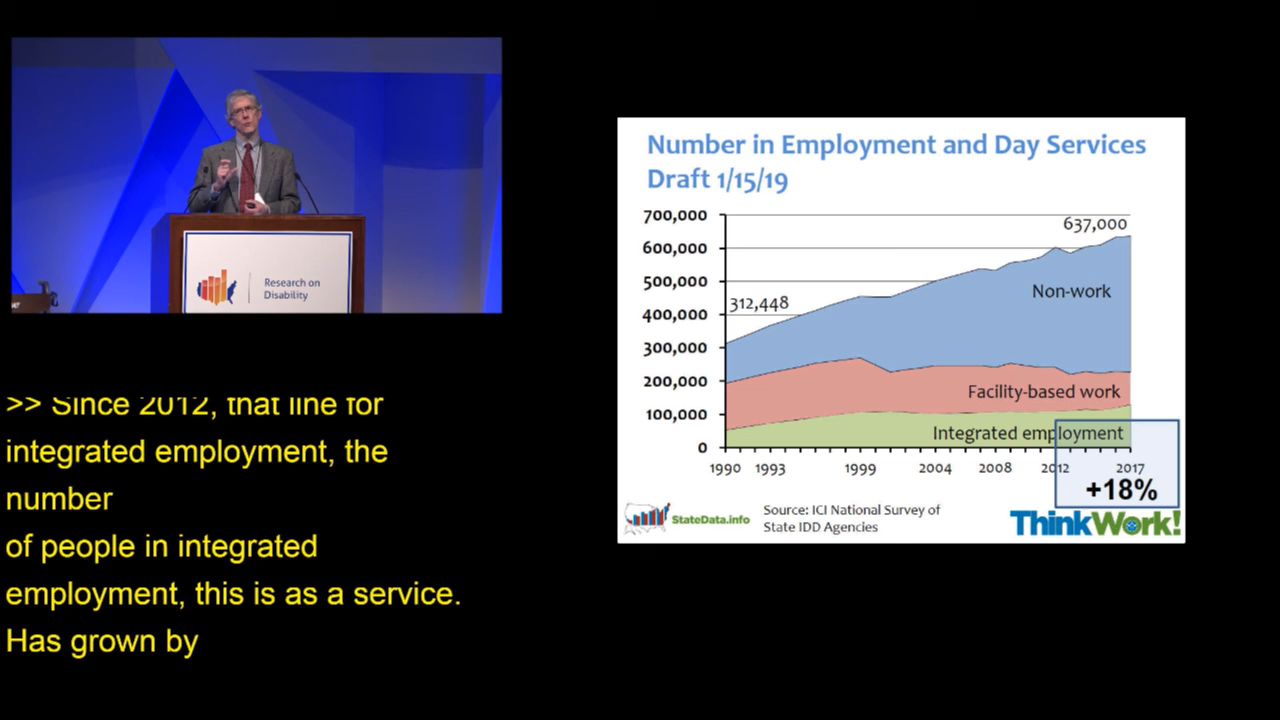 Research on
Disability
>> Since 2012, that line for
integrated employment, the
number
of people in integrated
employment, this is as a service.
Has grown by
Number in Employment and Day Services
Draft 1/15/19
700,000
600,000
500,000
400,000
300,000
200,000
100,000
0
637,000
312,448
Non-work
Facility-based work
Integrated employment
1990 1993 1999 2004 2008 2012 2017
+18%
StateData.info
Source: ICI National Survey of
State IDD Agencies
ThinkWork!